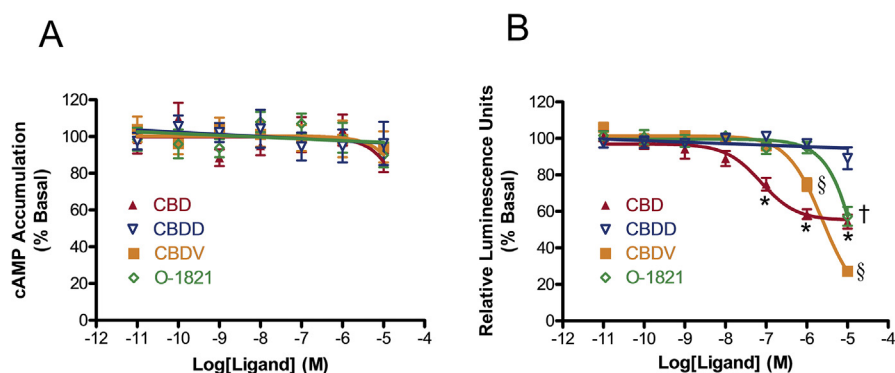 A
cAMP Accumulation
(% Basal)
120
100
80
60
40
20
0
CBD
CBDD
CBDV
O-1821
-12 -11 -10 -9 -8 -7 -6 -5 -4
Log[Ligand] (M)
B
Relative Luminescence Units
(% Basal)
120
100
80
60
40
20
0
CBD
CBDD
CBDV
O-1821
§
†
* * *
§
-12 -11 -10 -9 -8 -7 -6 -5 -4
Log[Ligand] (M)